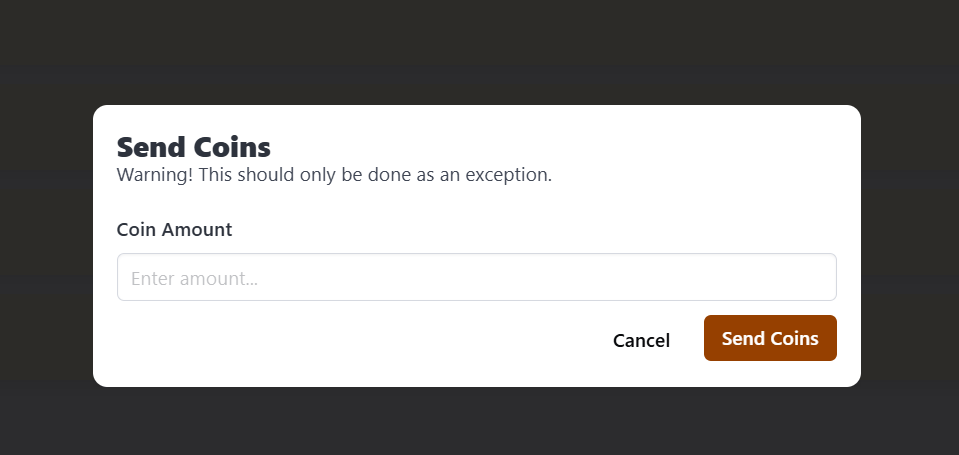 Send Coins
Warning! This should only be done as an exception.
Coin Amount
Enter amount...
Cancel
Send Coins